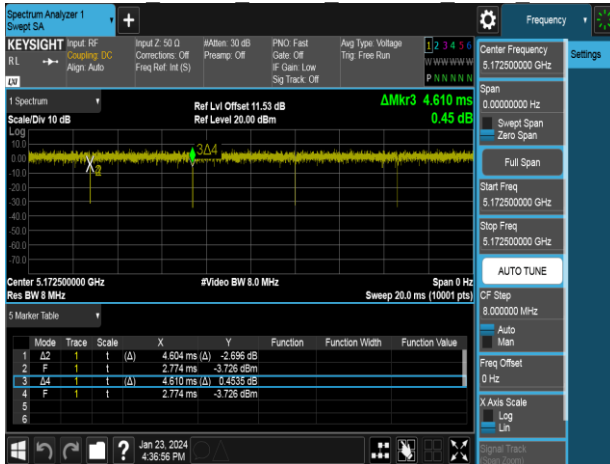 Spectrum Analyzer 1
Swept SA
+
Frequency
KEYSIGHT Input: RF
RL
Coupling: DC
Align: Auto
LXI
Input Z: 50 Ω
Corrections: Off
Freq Ref: Int (S)
#Atten: 30 dB
Preamp: Off
PNO: Fast
Gate: Off
IF Gain: Low
Sig Track: Off
Avg Type: Voltage
Trig: Free Run
1 2 3 4 5 6
W W W W W W
P N N N N N
1 Spectrum
Scale/Div 10 dB
Ref Lvl Offset 11.53 dB
Ref Level 20.00 dBm
ΔMkr3 4.610 ms
0.45 dB
Log
10.0
0.00
-10.0
-20.0
-30.0
-40.0
-50.0
-60.0
-70.0
2
3Δ4
Center 5.172500000 GHz
Res BW 8 MHz
#Video BW 8.0 MHz
Span 0 Hz
Sweep 20.0 ms (10001 pts)
5 Marker Table
Mode Trace Scale X Y Function Function Width Function Value
1 Δ2 1 t (Δ) 4.604 ms (Δ) -2.696 dB
2 F 1 t 2.774 ms -3.726 dBm
3 Δ4 1 t (Δ) 4.610 ms (Δ) 0.4535 dB
4 F 1 t 2.774 ms -3.726 dBm
5
6
?
Jan 23, 2024
4:36:56 PM
Center Frequency
5.172500000 GHz
Span
0.00000000 Hz
Swept Span
Zero Span
Full Span
Start Freq
5.172500000 GHz
Stop Freq
5.172500000 GHz
AUTO TUNE
CF Step
8.000000 MHz
Auto
Man
Freq Offset
0 Hz
X Axis Scale
Log
Lin
Signal Track
(Span Zoom)
Settings